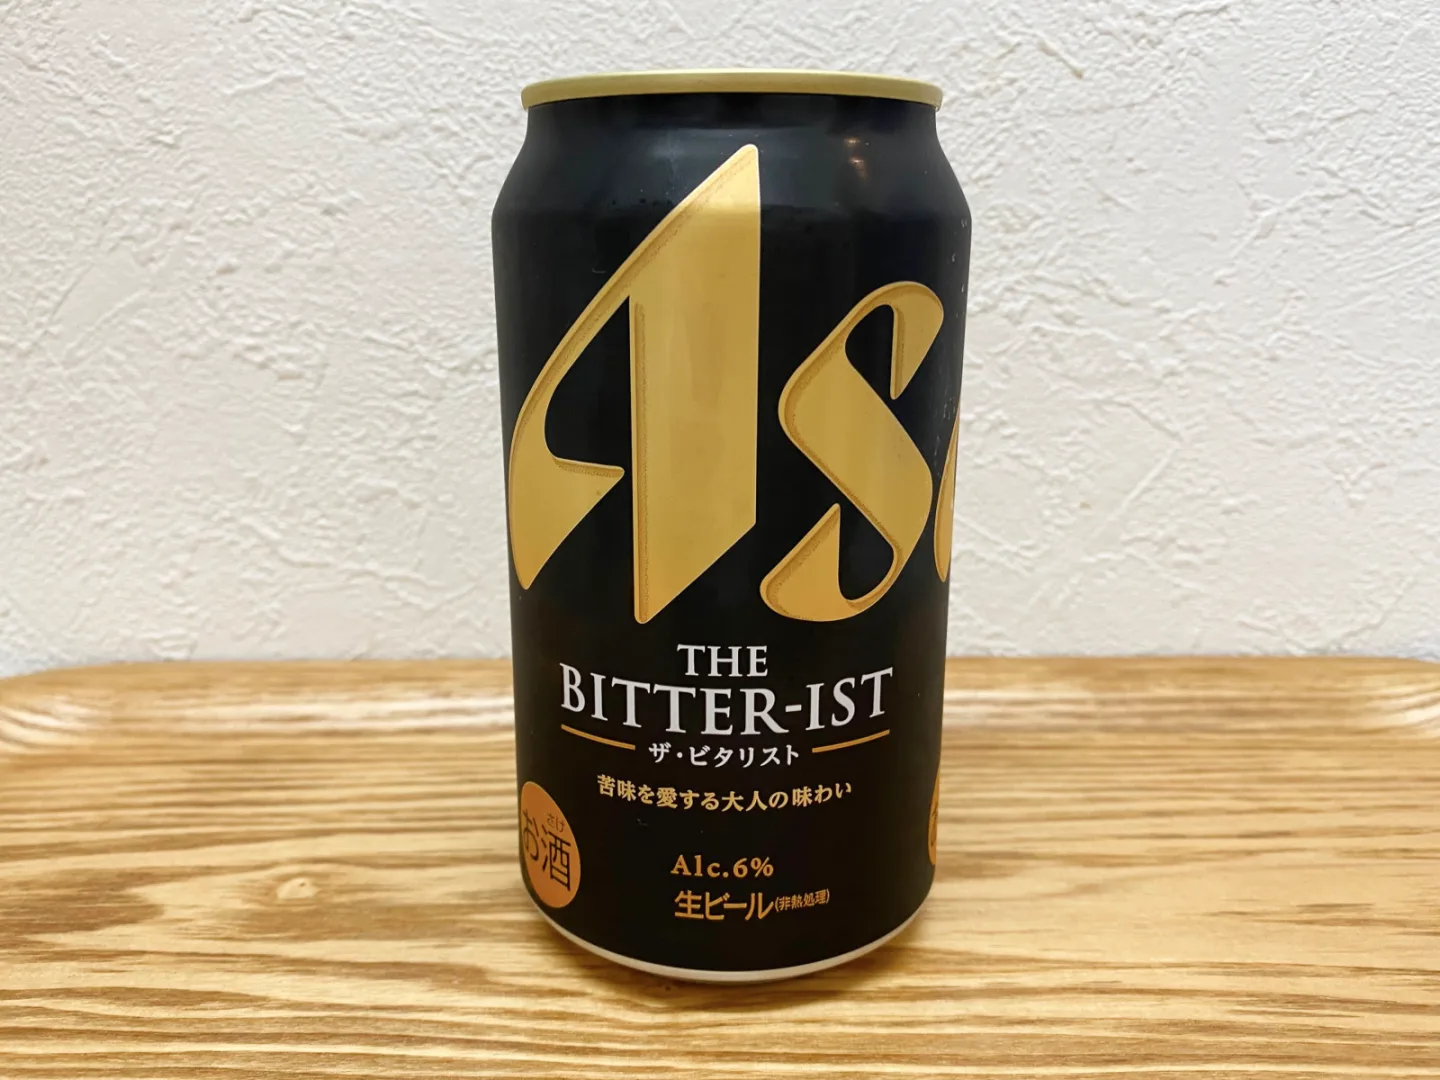 As
THE
BITTER-IST
ザ・ビタリスト
苦味を愛する大人の味わい
さけ
お酒
Alc.6%
生ビール(非熱処理)